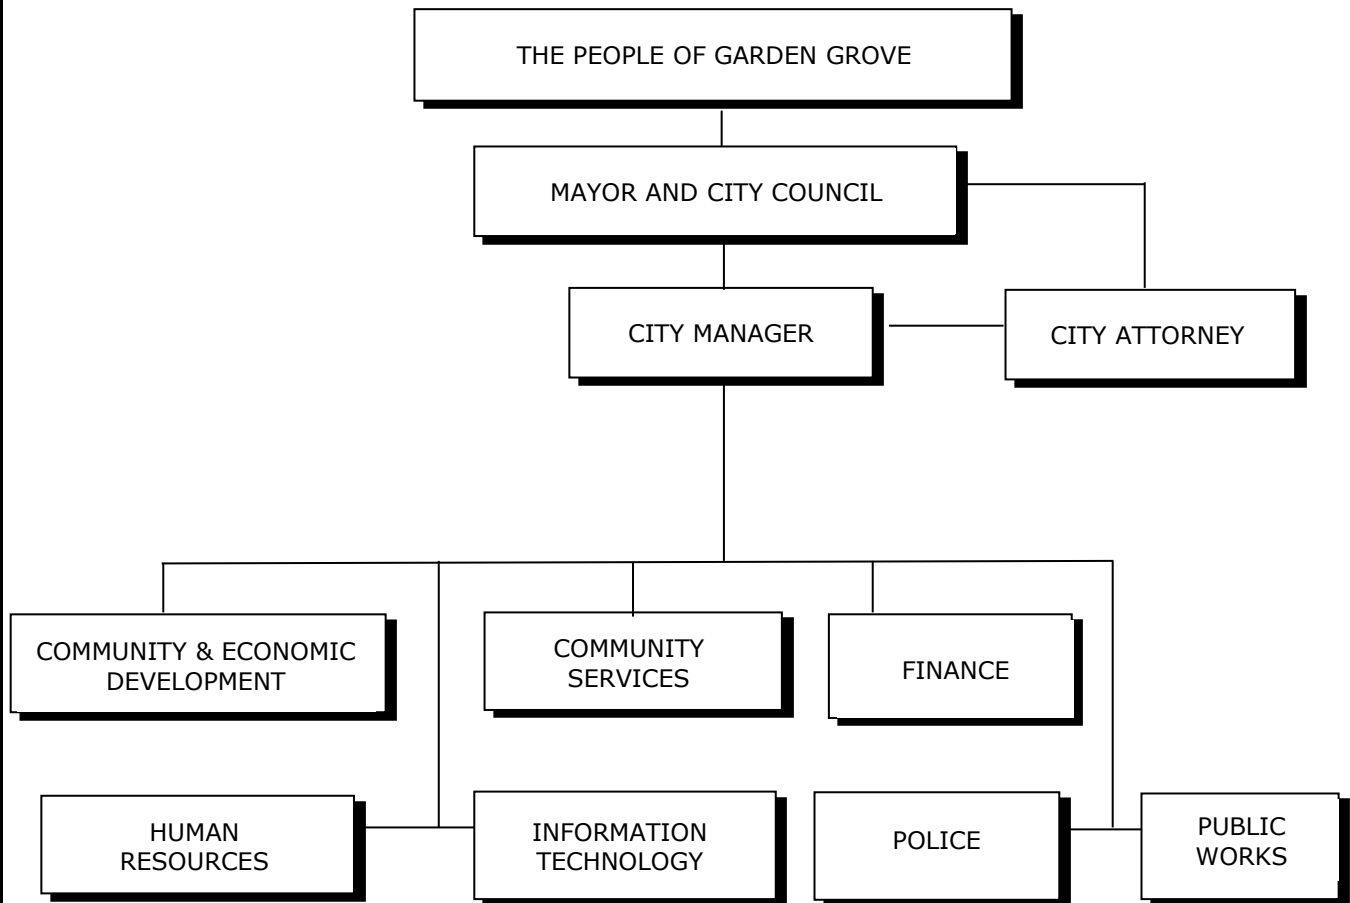 THE PEOPLE OF GARDEN GROVE
MAYOR AND CITY COUNCIL
CITY MANAGER
CITY ATTORNEY
COMMUNITY & ECONOMIC
DEVELOPMENT
COMMUNITY
SERVICES
FINANCE
HUMAN
RESOURCES
INFORMATION
TECHNOLOGY
POLICE
PUBLIC
WORKS